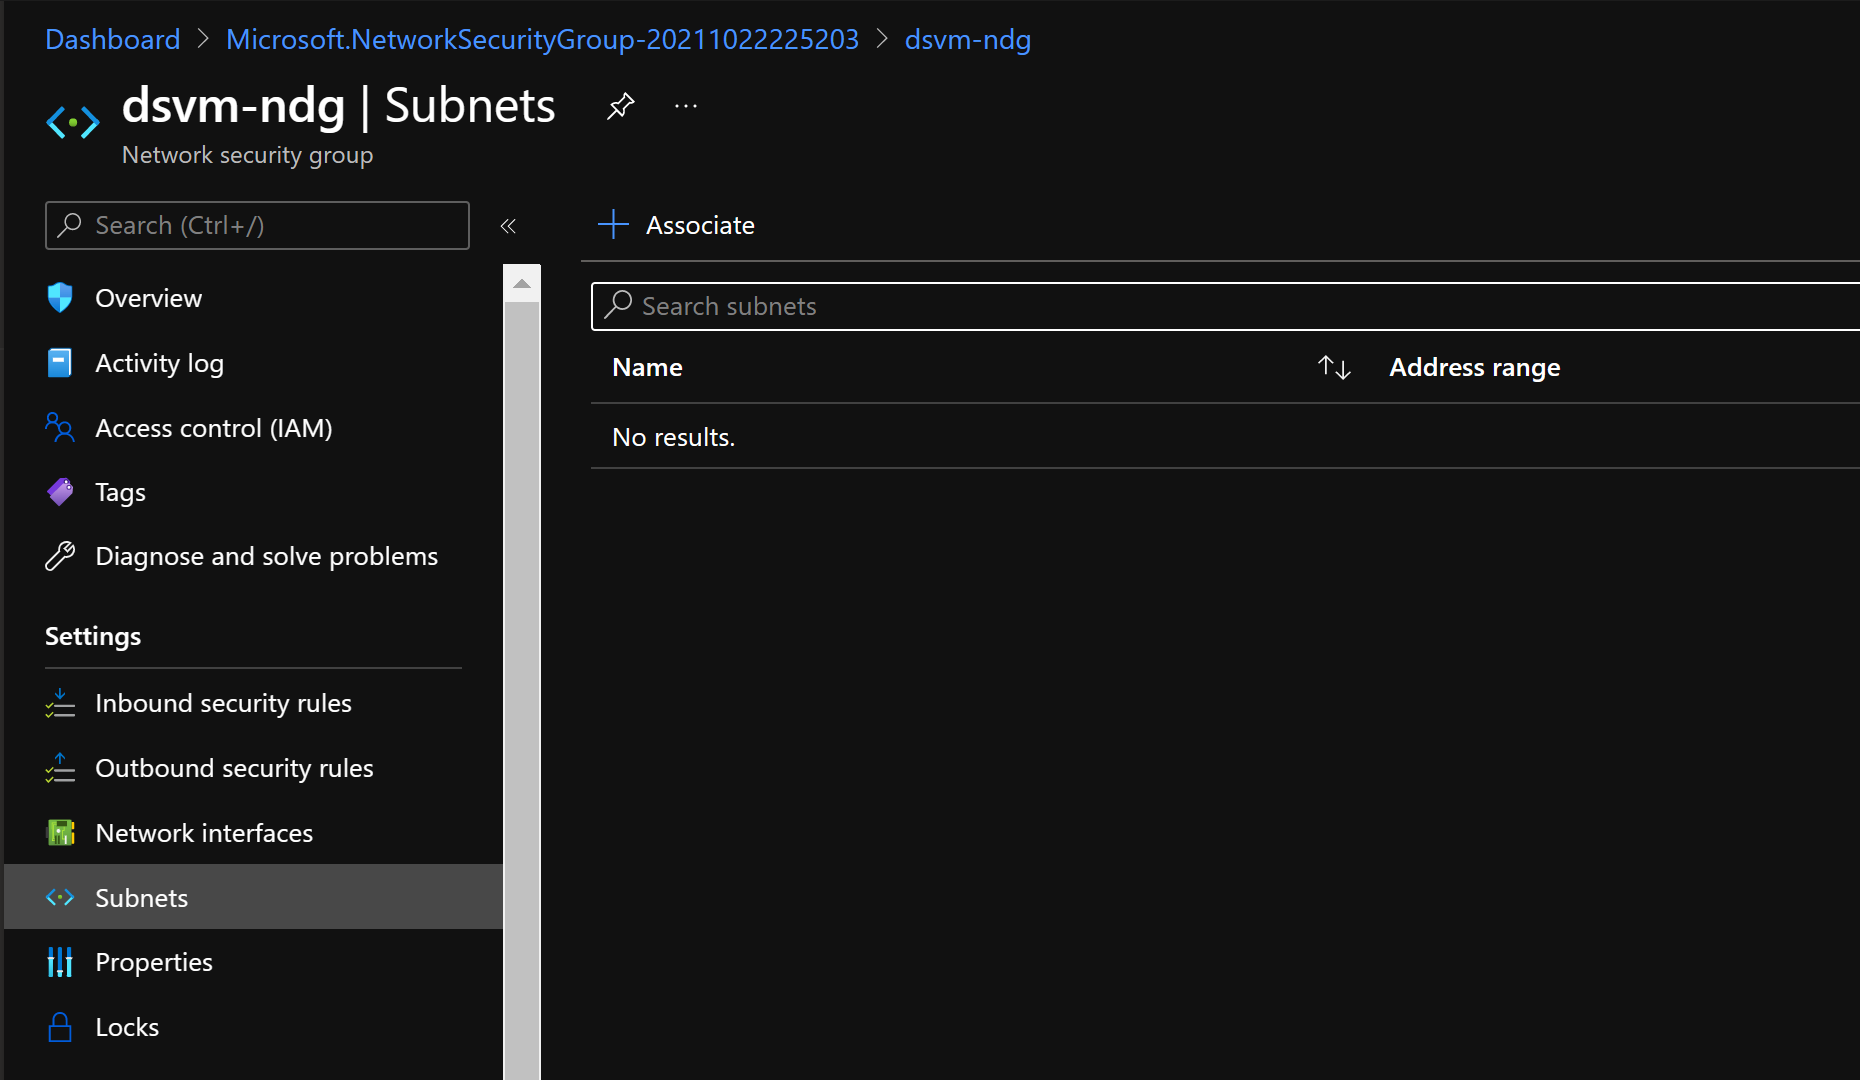 Dashboard > Microsoft.NetworkSecurityGroup-20211022225203 > dsvm-ndg
dsvm-ndg | Subnets
Network security group
Search (Ctrl+/)
Overview
Activity log
Access control (IAM)
Tags
Diagnose and solve problems
Settings
Inbound security rules
Outbound security rules
Network interfaces
Subnets
Properties
Locks
Associate
Search subnets
Name Address range
No results.